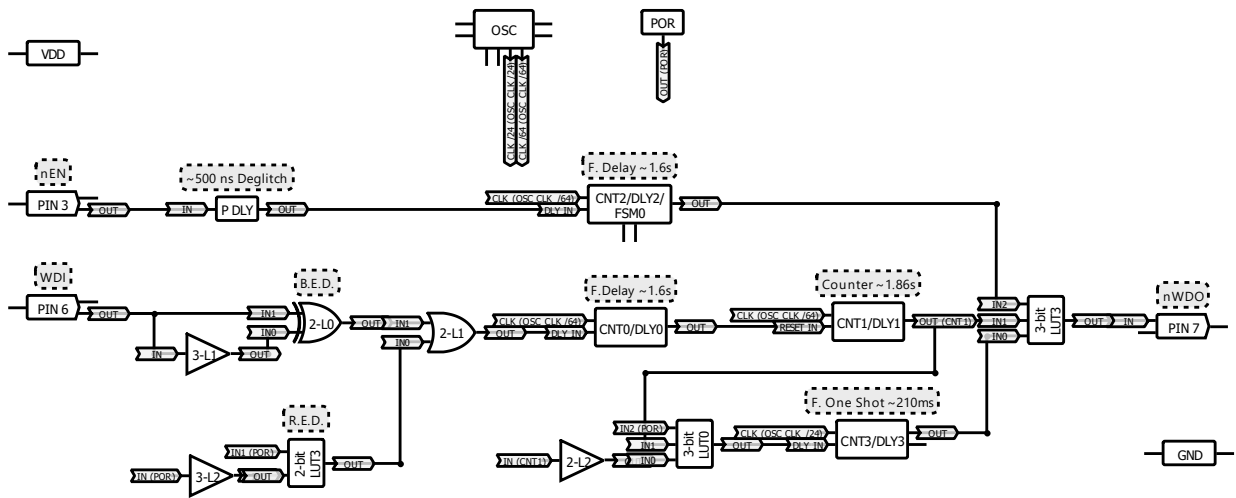 OSC
POR
VDD
CLK /24 (OSC CLK /24)
CLK /64 (OSC CLK /64)
OUT (POR)
nEN
~500 ns Deglitch
F. Delay ~1.6s
PIN 3
OUT
IN
P DLY
OUT
CLK (OSC CLK /64)
DLY IN
CNT2/DLY2/
FSM0
OUT
WDI
B.E.D.
F.Delay ~1.6s
Counter ~1.86s
nWDO
PIN 6
OUT
IN1
IN0
2-L0
OUT
IN1
IN0
2-L1
OUT
CLK (OSC CLK /64)
DLY IN
CNT0/DLY0
OUT
CLK (OSC CLK /64)
RESET IN
CNT1/DLY1
OUT (CNT1)
IN2
IN1
IN0
3-bit
LUT3
OUT
IN
PIN 7
IN
3-L1
OUT
R.E.D.
F. One Shot ~210ms
IN1 (POR)
IN (POR)
3-L2
OUT
2-bit
LUT3
OUT
IN (CNT1)
2-L2
IN2 (POR)
IN1
IN0
3-bit
LUT0
OUT
CLK (OSC CLK /24)
DLY IN
CNT3/DLY3
OUT
GND